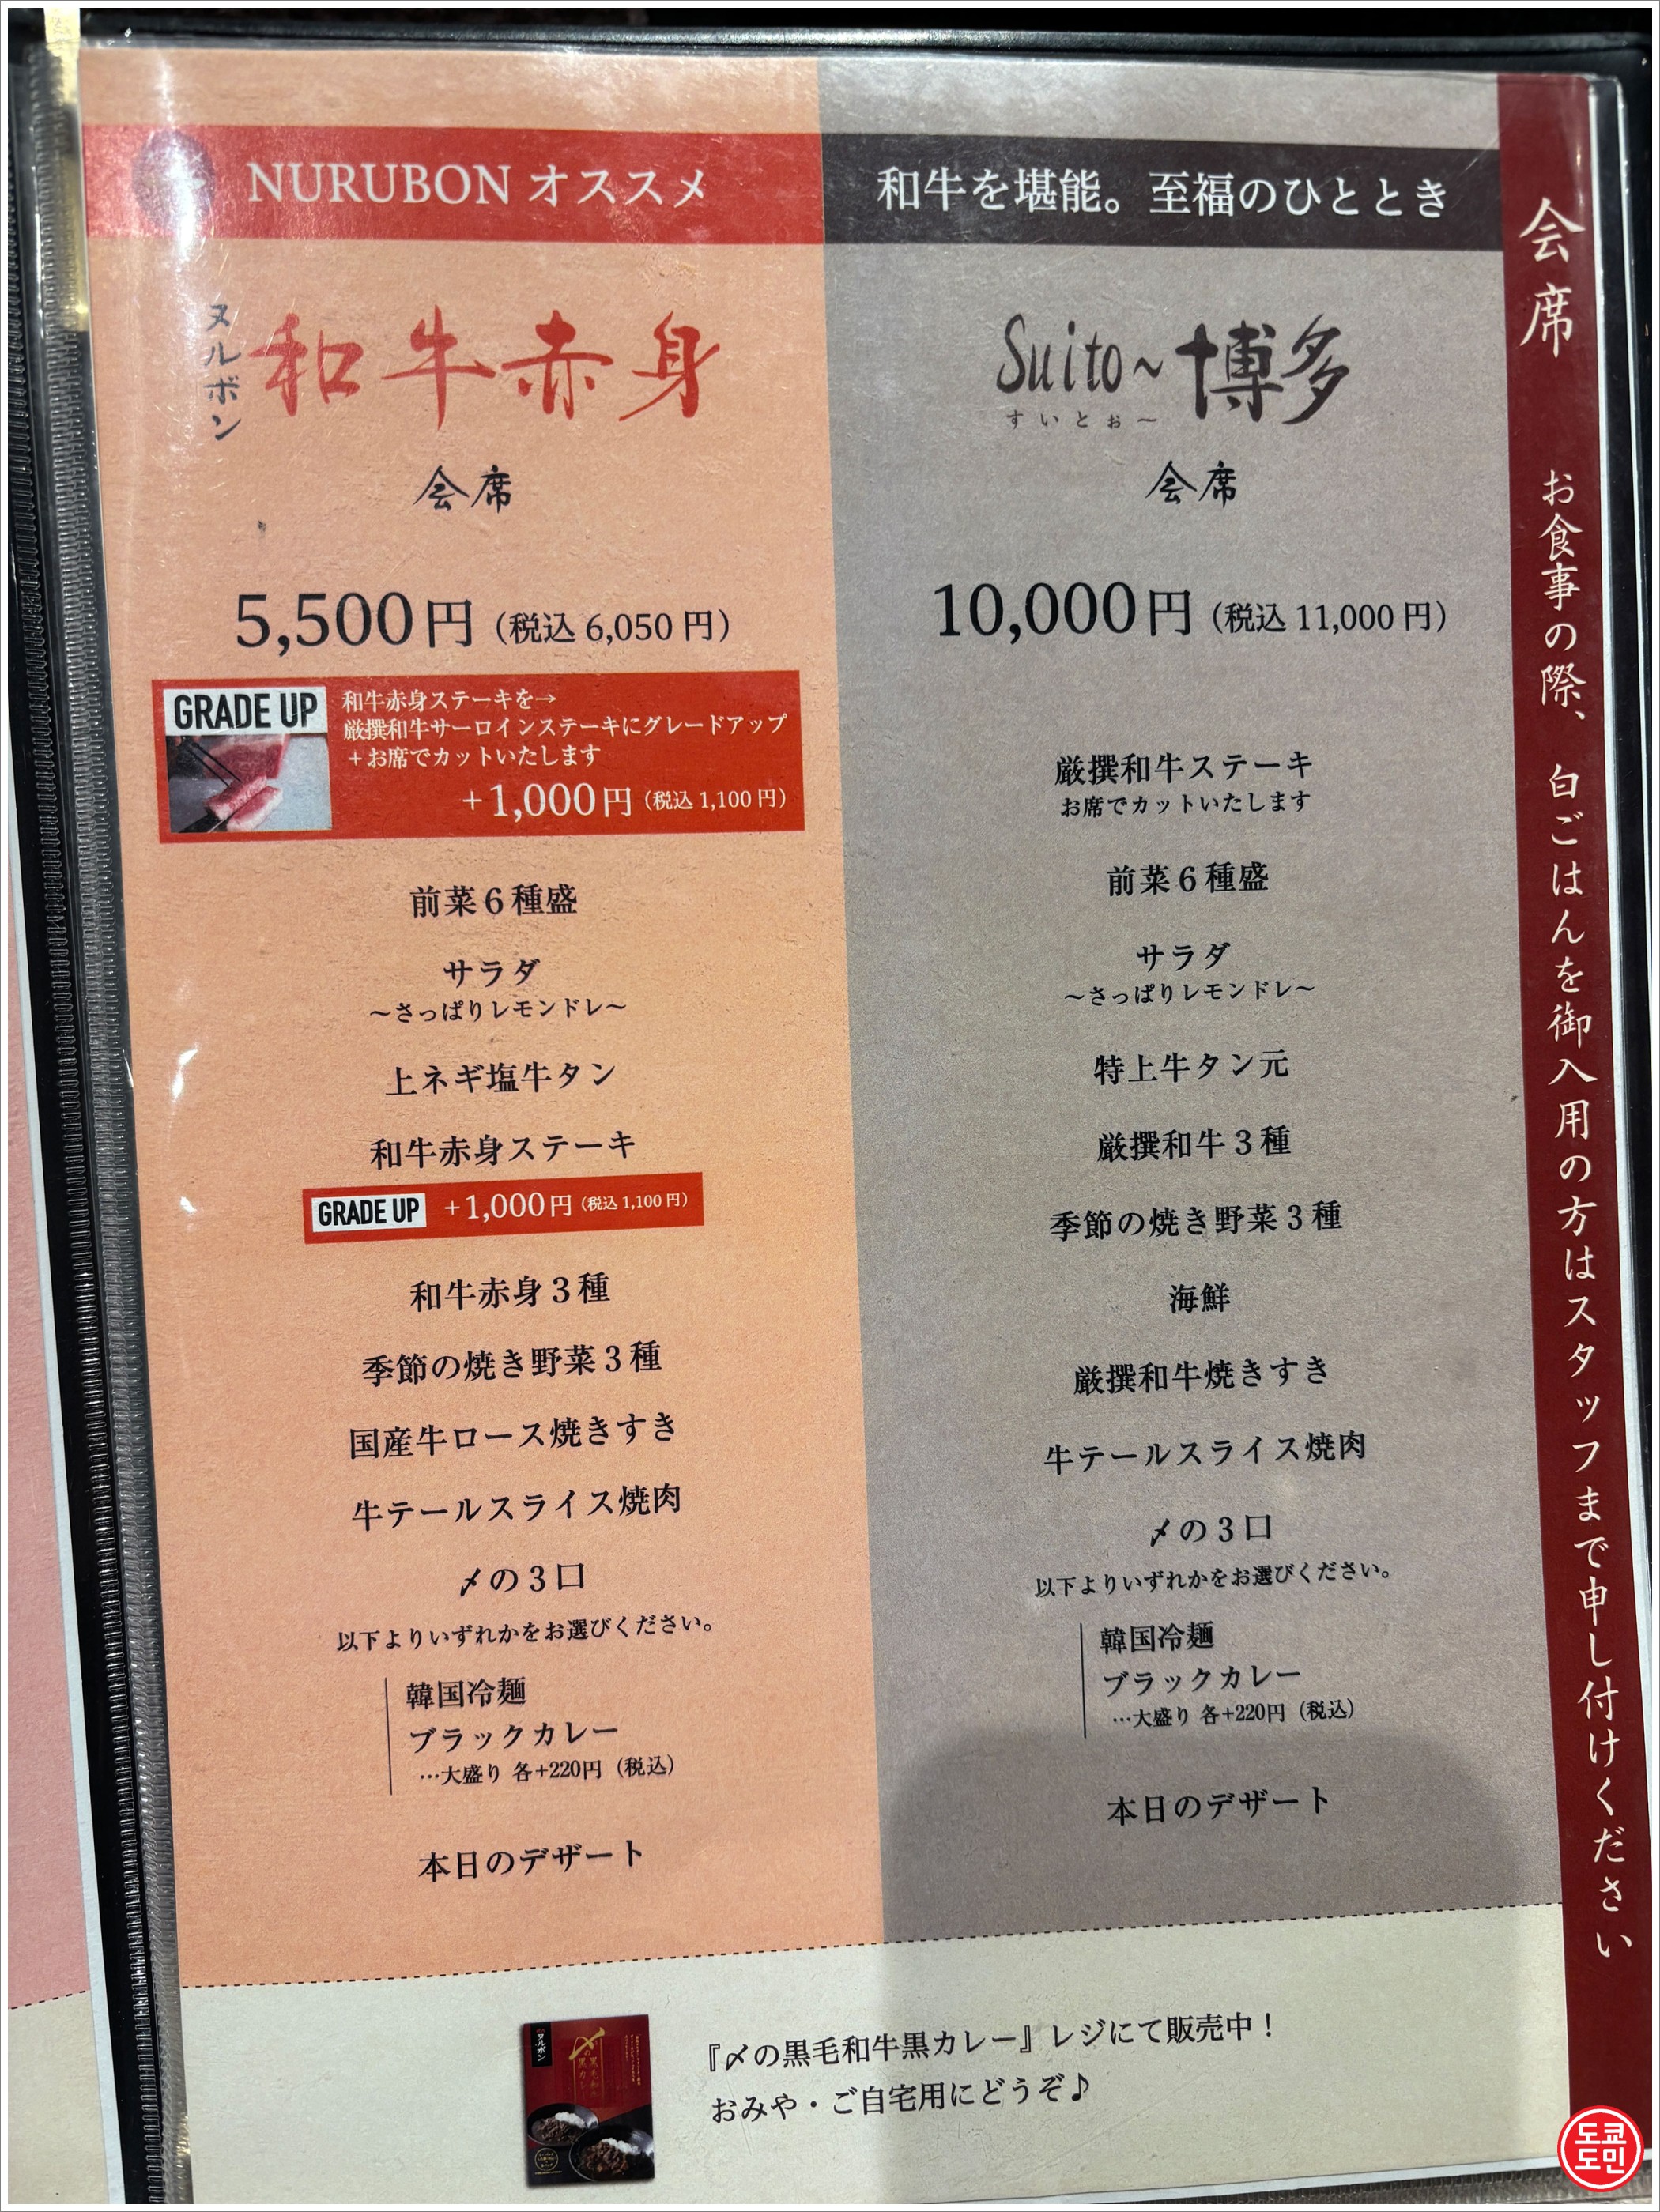 NURUBON オススメ
ヌルボン
和牛赤身
会席
5,500円（税込 6,050 円）
GRADE UP
和牛赤身ステーキを→
厳撰和牛サーロインステーキにグレードアップ
＋お席でカットいたします
+1,000円（税込 1,100 円）
前菜６種盛
サラダ
〜さっぱりレモンドレ〜
上ネギ塩牛タン
和牛赤身ステーキ
GRADE UP +1,000円（税込 1,100 円）
和牛赤身３種
季節の焼き野菜３種
国産牛ロース焼きすき
牛テールスライス焼肉
〆の３口
以下よりいずれかをお選びください。
韓国冷麺
ブラックカレー
…大盛り 各+220円（税込）
本日のデザート
和牛を堪能。至福のひととき
Suito~博多
すいとぉ〜
会席
10,000円（税込 11,000 円）
厳撰和牛ステーキ
お席でカットいたします
前菜６種盛
サラダ
〜さっぱりレモンドレ〜
特上牛タン元
厳撰和牛３種
季節の焼き野菜３種
海鮮
厳撰和牛焼きすき
牛テールスライス焼肉
〆の３口
以下よりいずれかをお選びください。
韓国冷麺
ブラックカレー
…大盛り 各+220円（税込）
本日のデザート
会席 お食事の際、白ごはんを御入用の方はスタッフまで申し付けください
『〆の黒毛和牛黒カレー』レジにて販売中！
おみや・ご自宅用にどうぞ♪
ヌルボン
〆の黒毛和牛
黒カレー
도쿄
도민